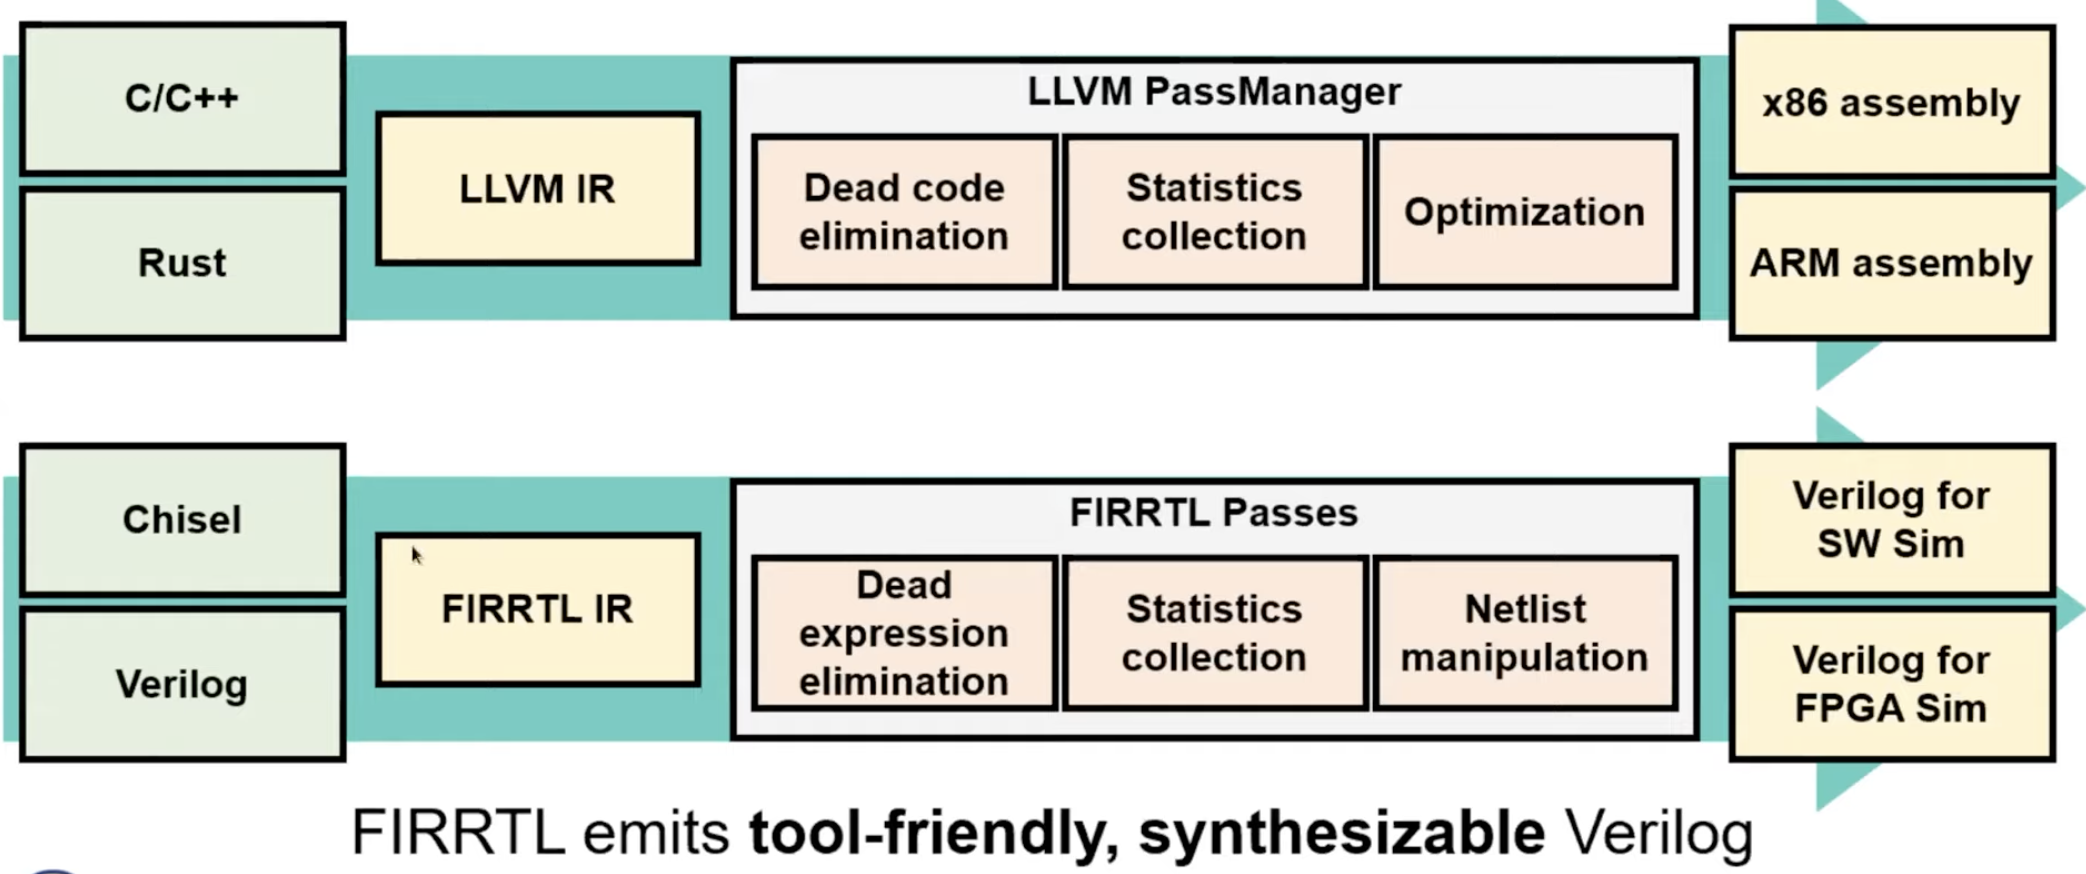 C/C++
Rust
LLVM IR
LLVM PassManager
Dead code
elimination
Statistics
collection
Optimization
x86 assembly
ARM assembly
Chisel
Verilog
FIRRTL IR
FIRRTL Passes
Dead
expression
elimination
Statistics
collection
Netlist
manipulation
Verilog for
SW Sim
Verilog for
FPGA Sim
FIRRTL emits tool-friendly, synthesizable Verilog